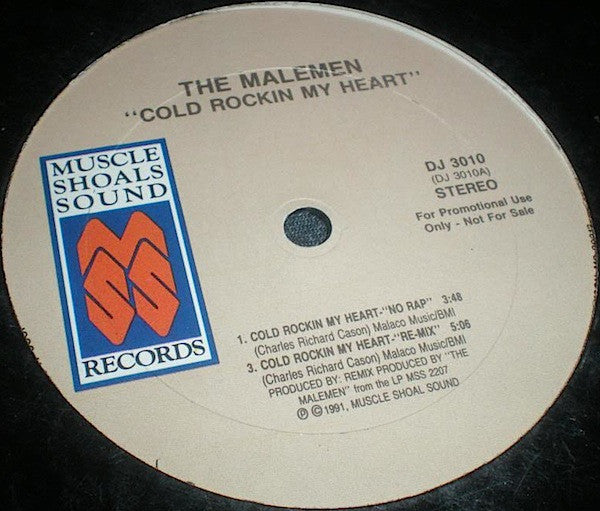 THE MALEMEN
"COLD ROCKIN MY HEART"
MUSCLE
SHOALS
SOUND
MSS
RECORDS
DJ 3010
(DJ 3010A)
STEREO
For Promotional Use
Only - Not For Sale
1. COLD ROCKIN MY HEART-"NO RAP" 3:48
(Charles Richard Cason) Malaco Music/BMI
3. COLD ROCKIN MY HEART-"RE-MIX" 5:06
(Charles Richard Cason) Malaco Music/BMI
PRODUCED BY: REMIX PRODUCED BY "THE
MALEMEN" from the LP MSS 2207
Ⓟ © 1991, MUSCLE SHOAL SOUND